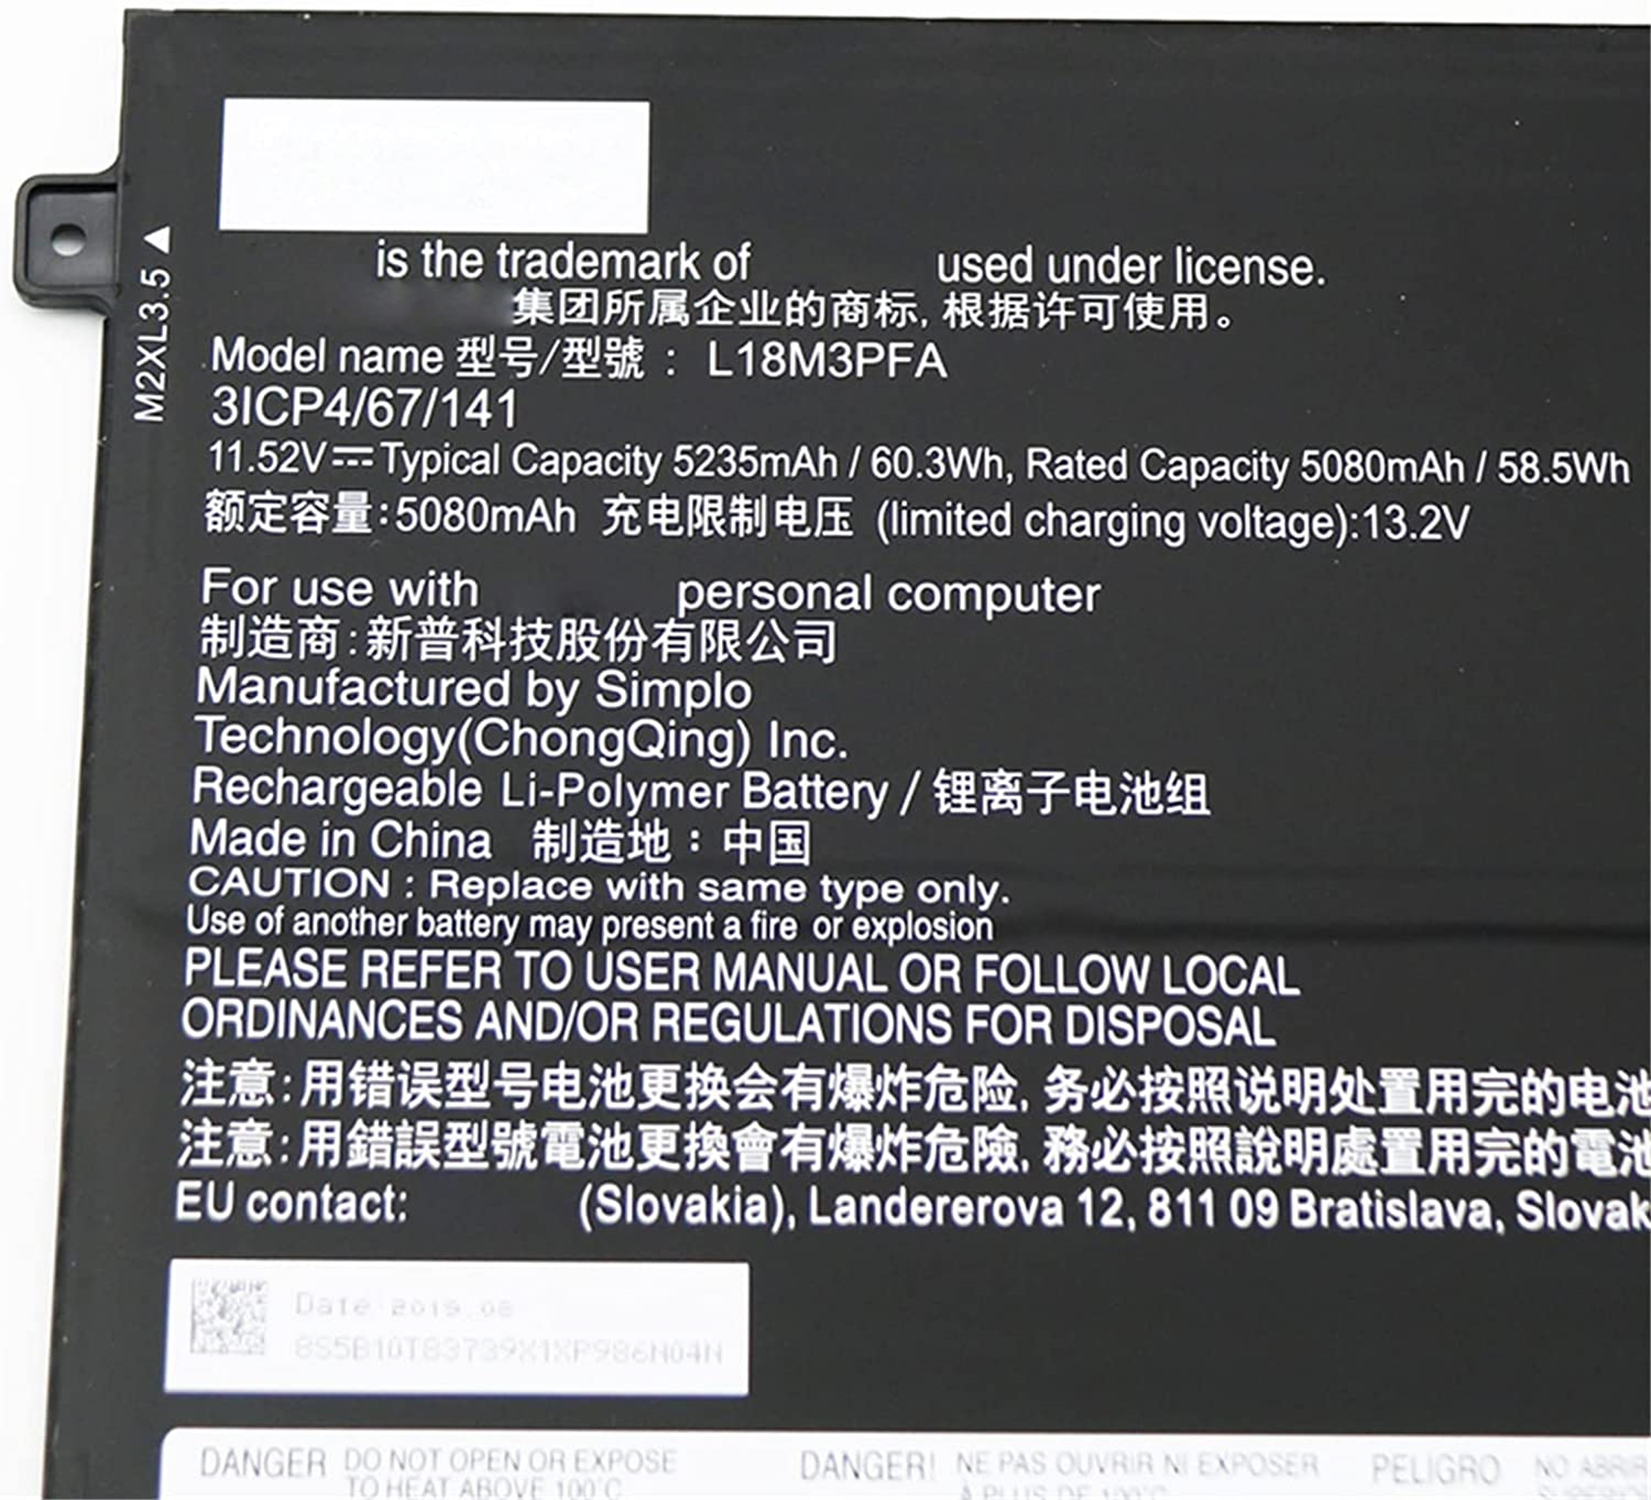 is the trademark of used under license.
集团所属企业的商标, 根据许可使用。
M2XL3.5 ▲
Model name 型号/型號 : L18M3PFA
3ICP4/67/141
11.52V⎓Typical Capacity 5235mAh / 60.3Wh, Rated Capacity 5080mAh / 58.5Wh
额定容量:5080mAh 充电限制电压 (limited charging voltage):13.2V
For use with personal computer
制造商:新普科技股份有限公司
Manufactured by Simplo
Technology(ChongQing) Inc.
Rechargeable Li-Polymer Battery / 锂离子电池组
Made in China 制造地：中国
CAUTION : Replace with same type only.
Use of another battery may present a fire or explosion
PLEASE REFER TO USER MANUAL OR FOLLOW LOCAL
ORDINANCES AND/OR REGULATIONS FOR DISPOSAL
注意:用错误型号电池更换会有爆炸危险, 务必按照说明处置用完的电池
注意:用錯誤型號電池更換會有爆炸危險, 務必按照說明處置用完的電池
EU contact: (Slovakia), Landererova 12, 811 09 Bratislava, Slovak
Date 2019.08
8S5B10T83739X1XP986N04N
DANGER DO NOT OPEN OR EXPOSE
TO HEAT ABOVE 100°C
DANGER! NE PAS OUVRIR NI EXPOSER
À PLUS DE 100°C
PELIGRO NO ABRIR